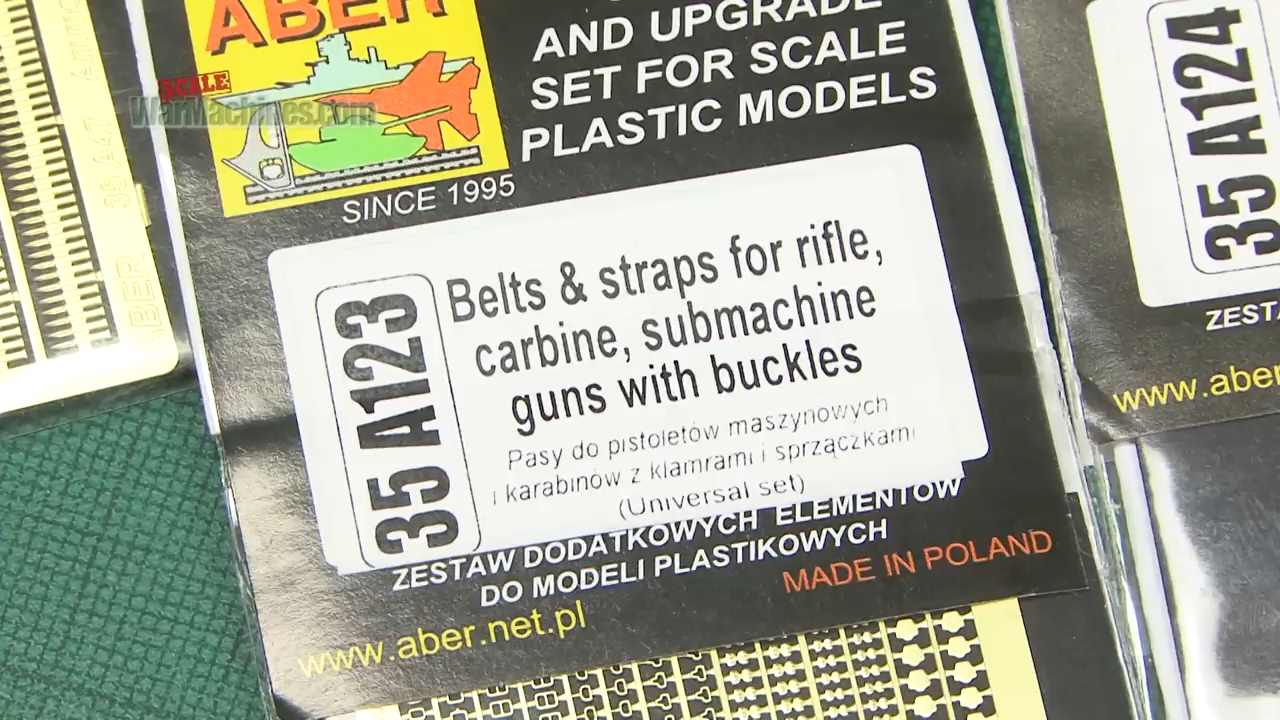 ABER
AND UPGRADE
SET FOR SCALE
PLASTIC MODELS
SCALE
WarMachines.com
SINCE 1995
35 A123
Belts & straps for rifle,
carbine, submachine
guns with buckles
Pasy do pistoletów maszynowych
i karabinów z klamrami i sprzączkami
(Universal set)
ZESTAW DODATKOWYCH ELEMENTÓW
DO MODELI PLASTIKOWYCH
MADE IN POLAND
www.aber.net.pl
35 A124
www.aber
35 A47
ABER